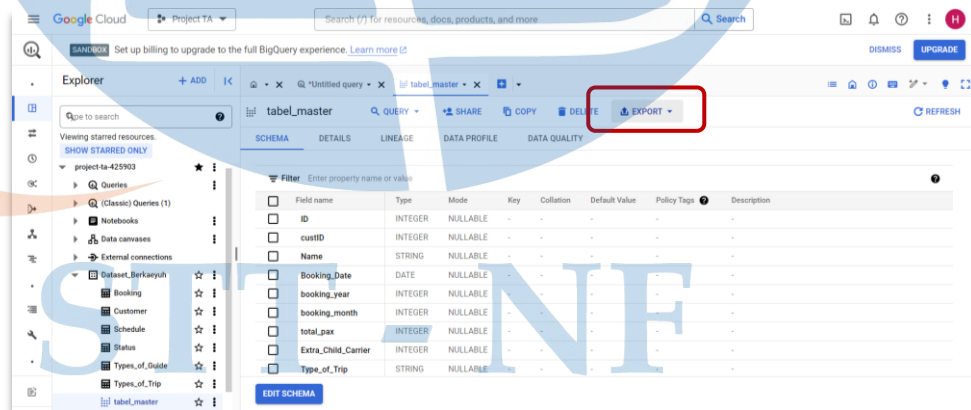 Google Cloud Project TA Search (/) for resources, docs, products, and more Search H
SANDBOX Set up billing to upgrade to the full BigQuery experience. Learn more DISMISS UPGRADE
Explorer + ADD
*Untitled query tabel_master
Type to search
tabel_master QUERY SHARE COPY DELETE EXPORT REFRESH
Viewing starred resources.
SHOW STARRED ONLY
SCHEMA DETAILS LINEAGE DATA PROFILE DATA QUALITY
project-ta-425903
Queries
(Classic) Queries (1)
Notebooks
Data canvases
External connections
Dataset_Berkaeyuh
Booking
Customer
Schedule
Status
Types_of_Guide
Types_of_Trip
tabel_master
Filter Enter property name or value
Field name Type Mode Key Collation Default Value Policy Tags Description
ID INTEGER NULLABLE - - - - -
custID INTEGER NULLABLE - - - - -
Name STRING NULLABLE - - - - -
Booking_Date DATE NULLABLE - - - - -
booking_year INTEGER NULLABLE - - - - -
booking_month INTEGER NULLABLE - - - - -
total_pax INTEGER NULLABLE - - - - -
Extra_Child_Carrier INTEGER NULLABLE - - - - -
Type_of_Trip STRING NULLABLE - - - - -
EDIT SCHEMA
STT-NF